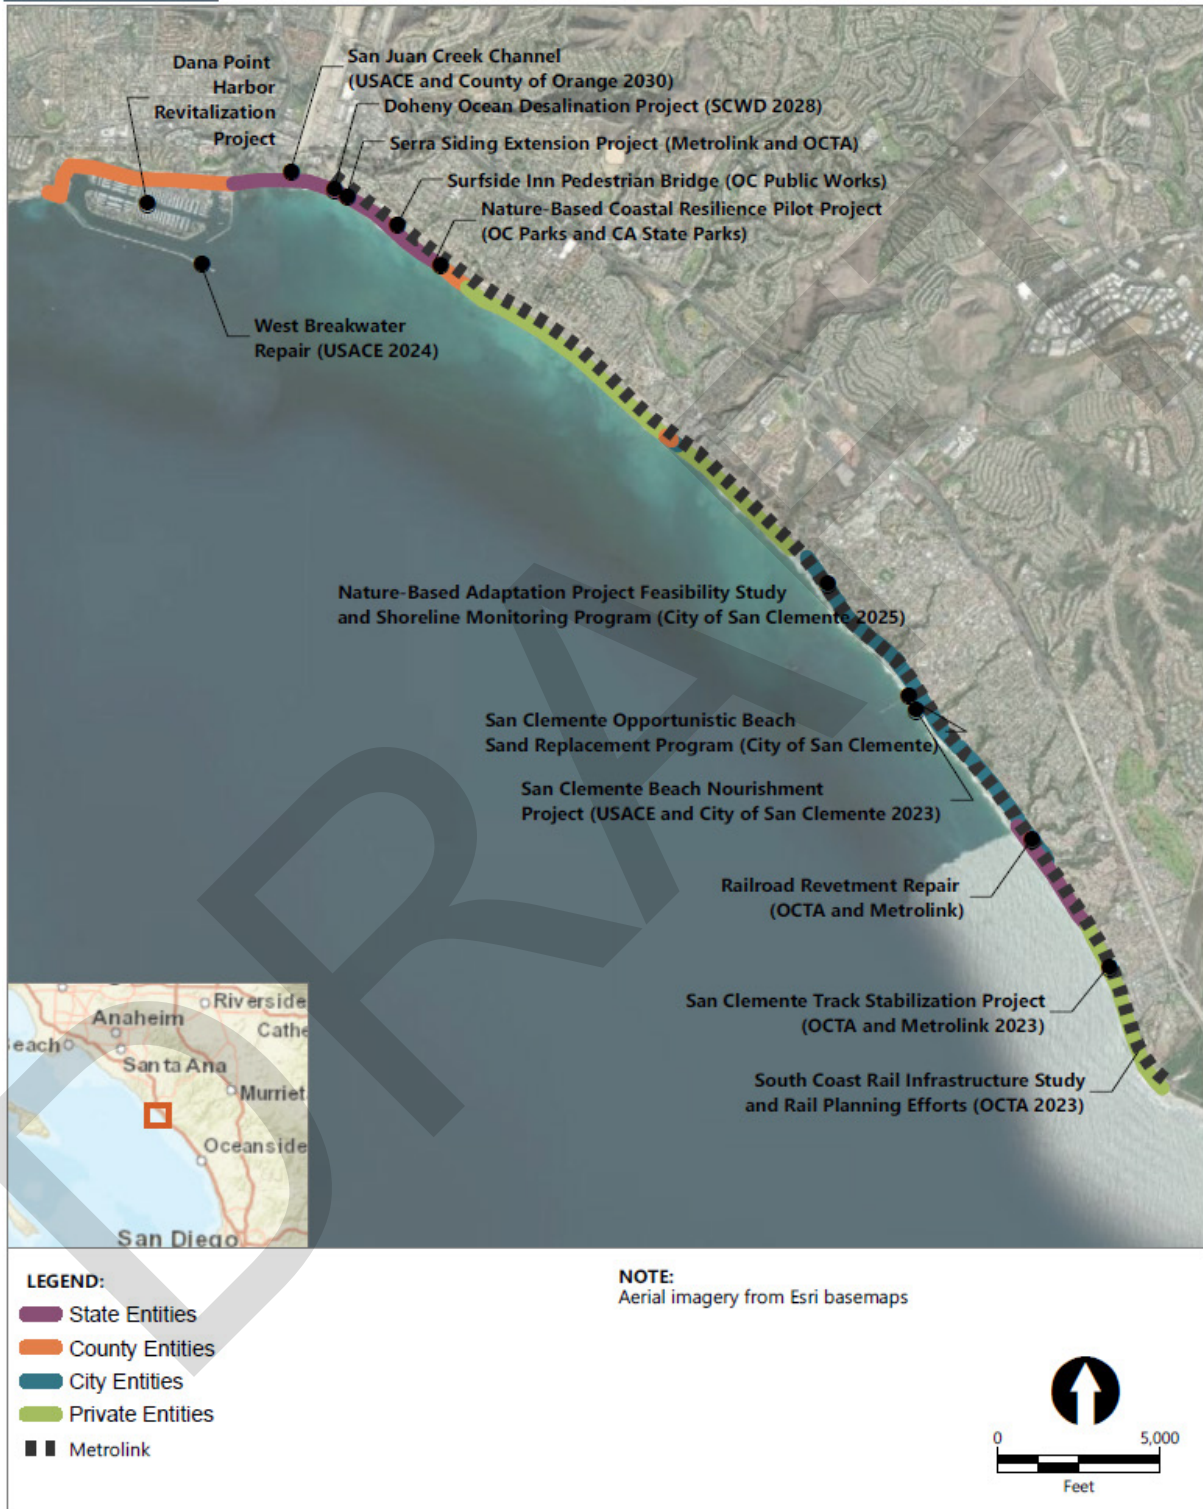 Dana Point
Harbor
Revitalization
Project
San Juan Creek Channel
(USACE and County of Orange 2030)
Doheny Ocean Desalination Project (SCWD 2028)
Serra Siding Extension Project (Metrolink and OCTA)
Surfside Inn Pedestrian Bridge (OC Public Works)
Nature-Based Coastal Resilience Pilot Project
(OC Parks and CA State Parks)
West Breakwater
Repair (USACE 2024)
Nature-Based Adaptation Project Feasibility Study
and Shoreline Monitoring Program (City of San Clemente 2025)
San Clemente Opportunistic Beach
Sand Replacement Program (City of San Clemente)
San Clemente Beach Nourishment
Project (USACE and City of San Clemente 2023)
Railroad Revetment Repair
(OCTA and Metrolink)
San Clemente Track Stabilization Project
(OCTA and Metrolink 2023)
South Coast Rail Infrastructure Study
and Rail Planning Efforts (OCTA 2023)
DRA
Riverside
Anaheim
Cathe
each
Santa Ana
Murriet
Oceanside
San Diego
LEGEND:
State Entities
County Entities
City Entities
Private Entities
Metrolink
NOTE:
Aerial imagery from Esri basemaps
0 5,000
Feet